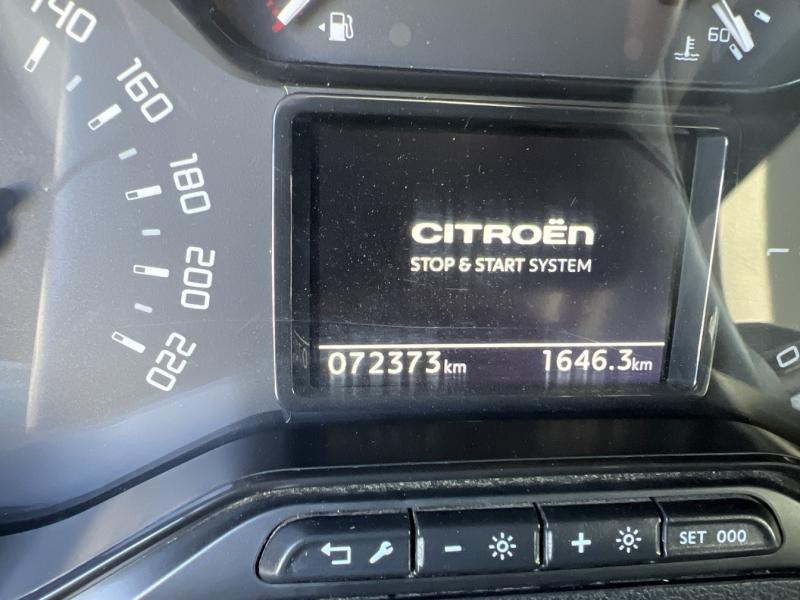 140
160
180
200
220
60
CITROËN
STOP & START SYSTEM
072373km 1646.3km
- + SET 000